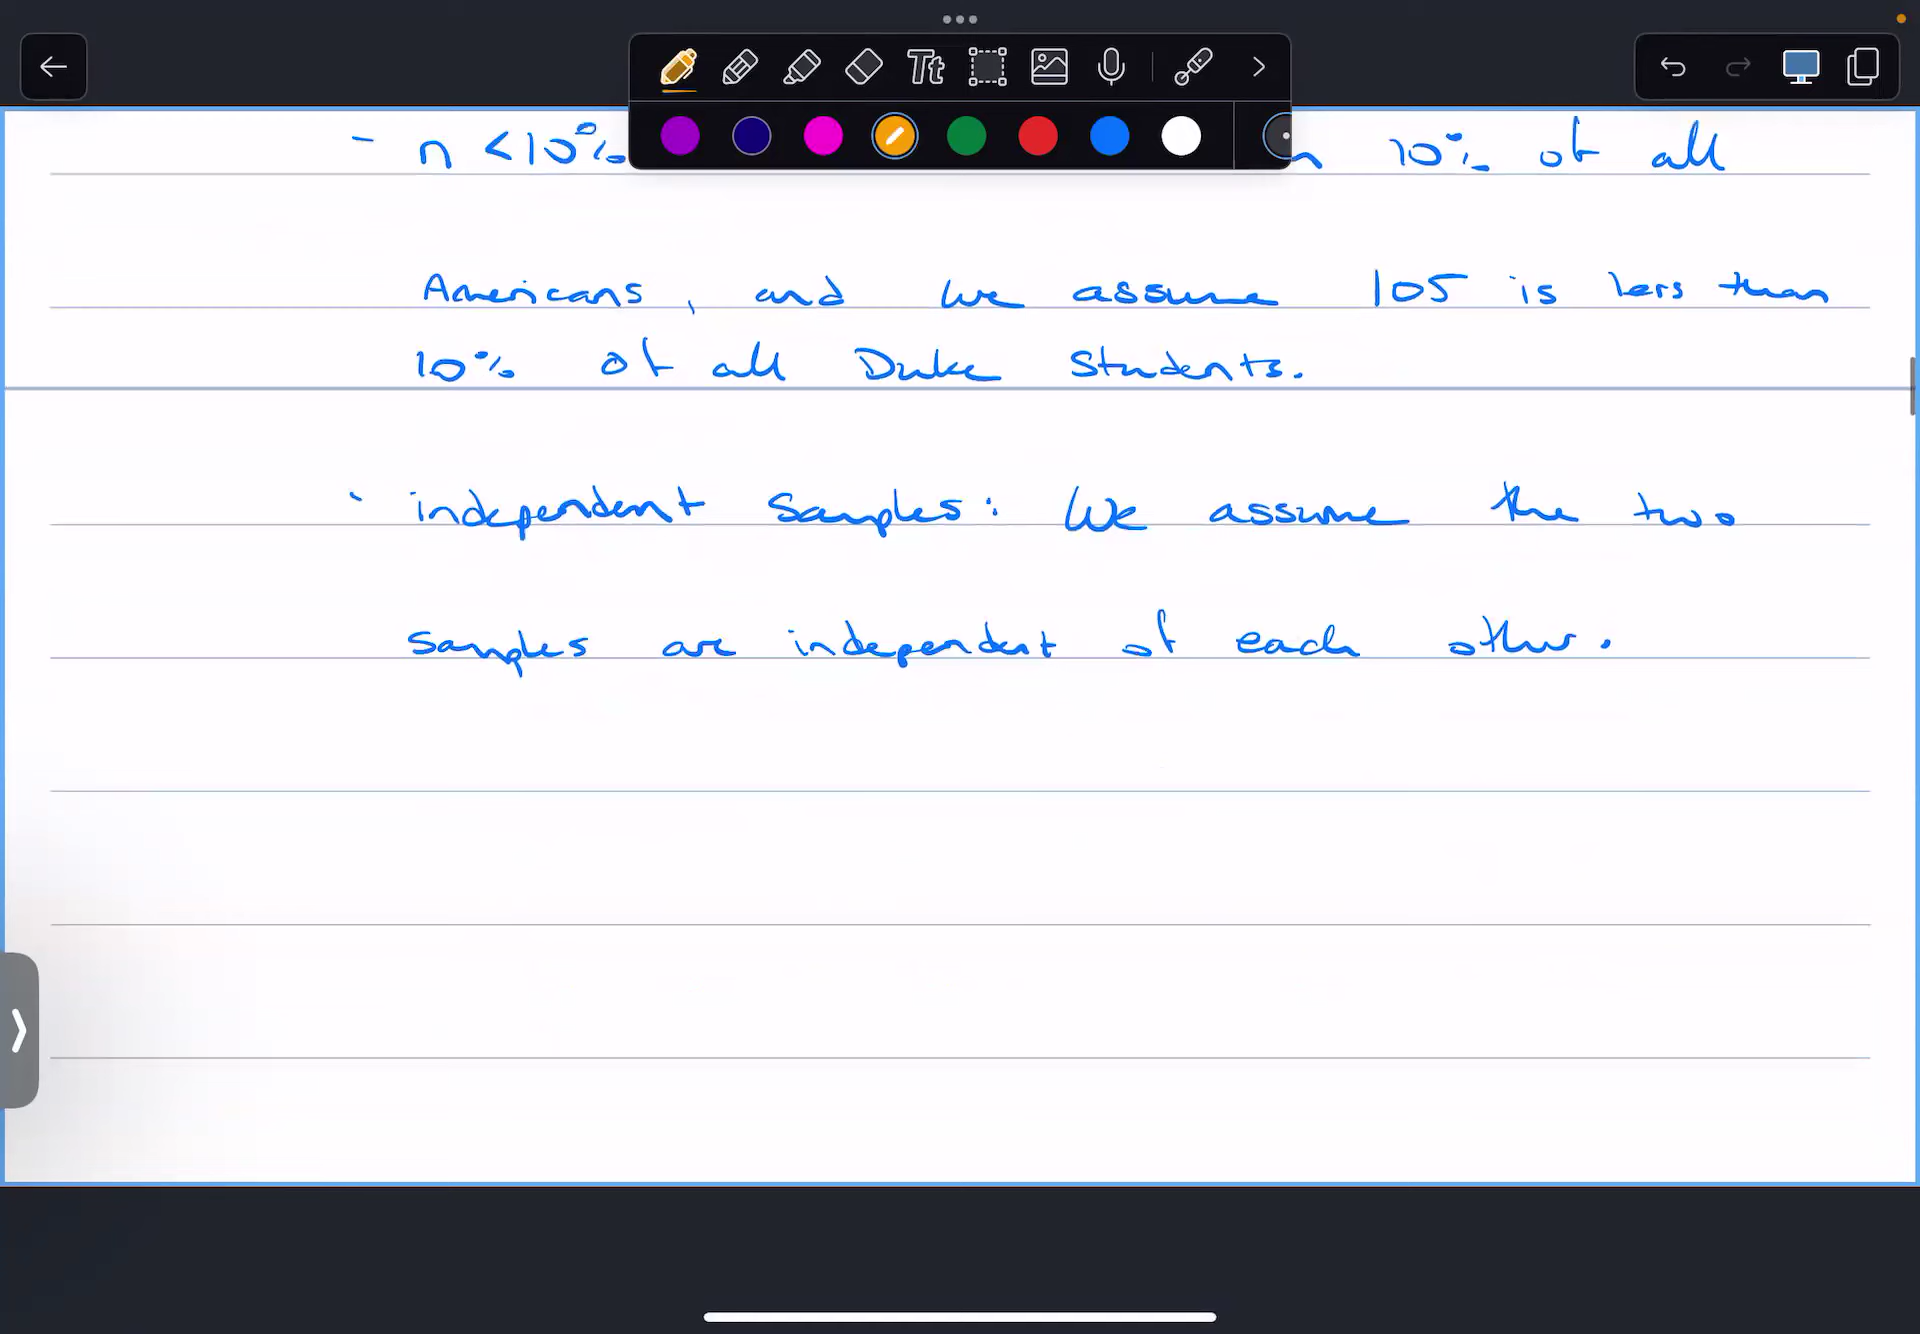 Tt
- n <10% 10% of all
Americans, and we assume 105 is less than
10% of all Duke Students.
independent Samples: We assume the two
samples are independent of each other.